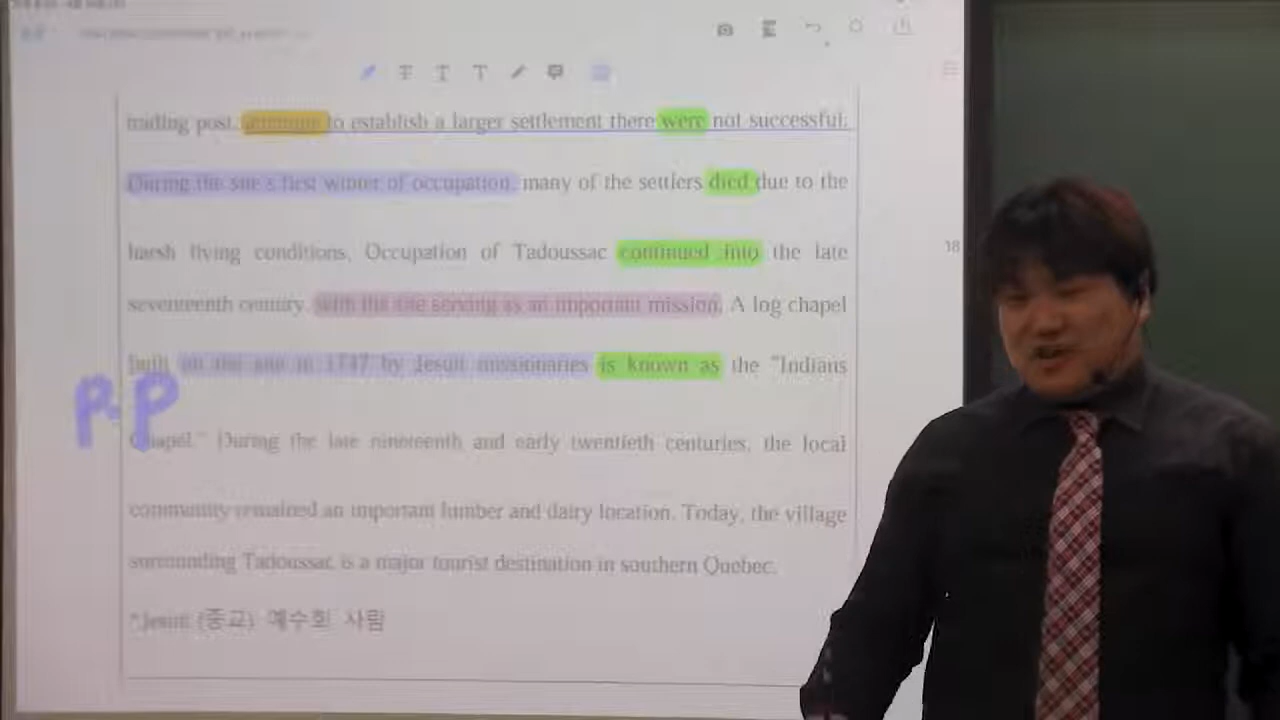 trading post, attempts to establish a larger settlement there were not successful.
During the site's first winter of occupation, many of the settlers died due to the
harsh living conditions. Occupation of Tadoussac continued into the late
18
seventeenth century, with the site serving as an important mission. A log chapel
built on the site in 1747 by Jesuit missionaries is known as the "Indians
P.P
Chapel." During the late nineteenth and early twentieth centuries, the local
community remained an important lumber and dairy location. Today, the village
surrounding Tadoussac is a major tourist destination in southern Quebec.
*Jesuit (종교) 예수회 사람